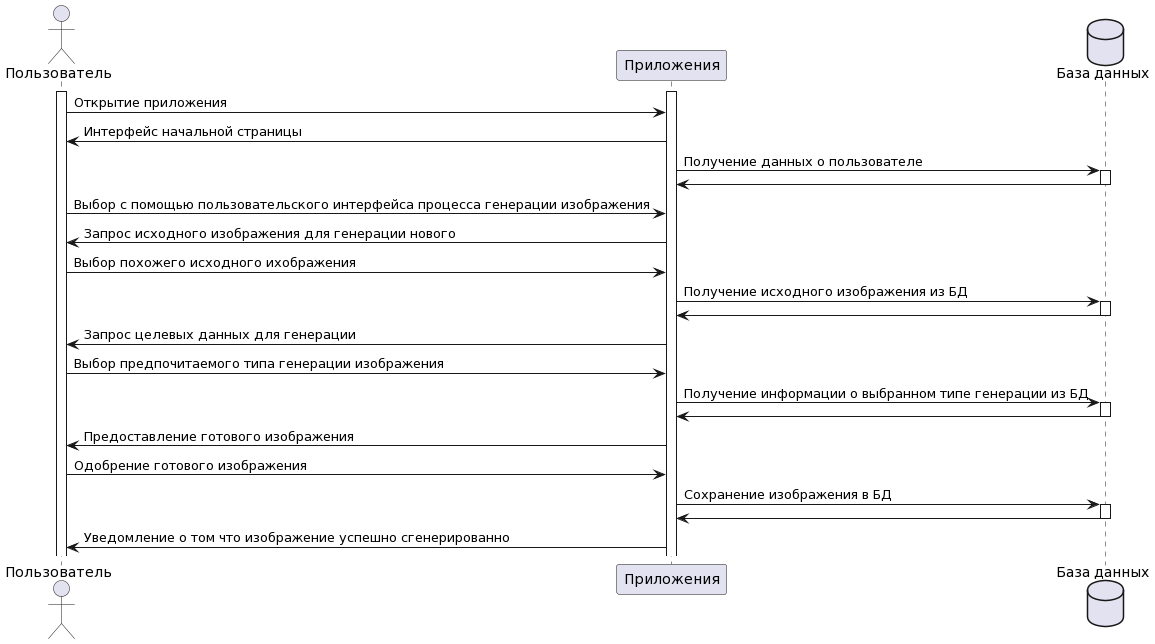 Пользователь
Приложения
База данных
Открытие приложения
Интерфейс начальной страницы
Получение данных о пользователе
Выбор с помощью пользовательского интерфейса процесса генерации изображения
Запрос исходного изображения для генерации нового
Выбор похожего исходного ихображения
Получение исходного изображения из БД
Запрос целевых данных для генерации
Выбор предпочитаемого типа генерации изображения
Получение информации о выбранном типе генерации из БД
Предоставление готового изображения
Одобрение готового изображения
Сохранение изображения в БД
Уведомление о том что изображение успешно сгенерированно
Пользователь
Приложения
База данных